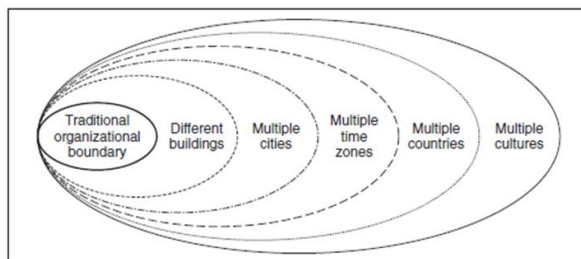 Traditional
organizational
boundary
Different
buildings
Multiple
cities
Multiple
time
zones
Multiple
countries
Multiple
cultures